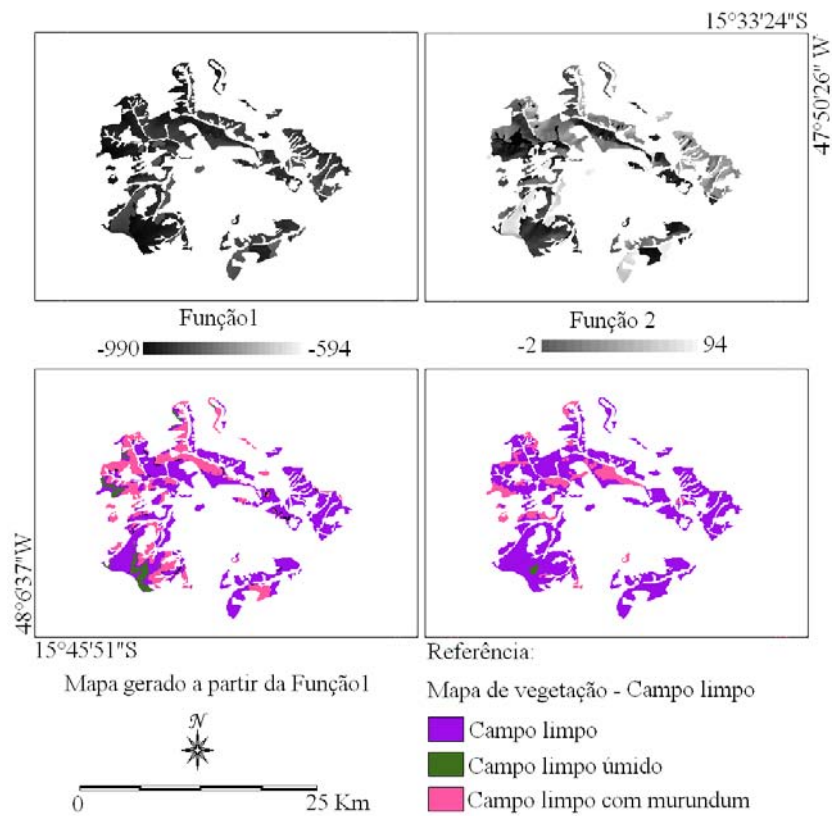 15°33'24"S
47°50'26" W
Função1
-990
-594
Função 2
-2
94
48°6'37"W
15°45'51"S
Mapa gerado a partir da Função1
N
0
25 Km
Referência:
Mapa de vegetação - Campo limpo
Campo limpo
Campo limpo úmido
Campo limpo com murundum